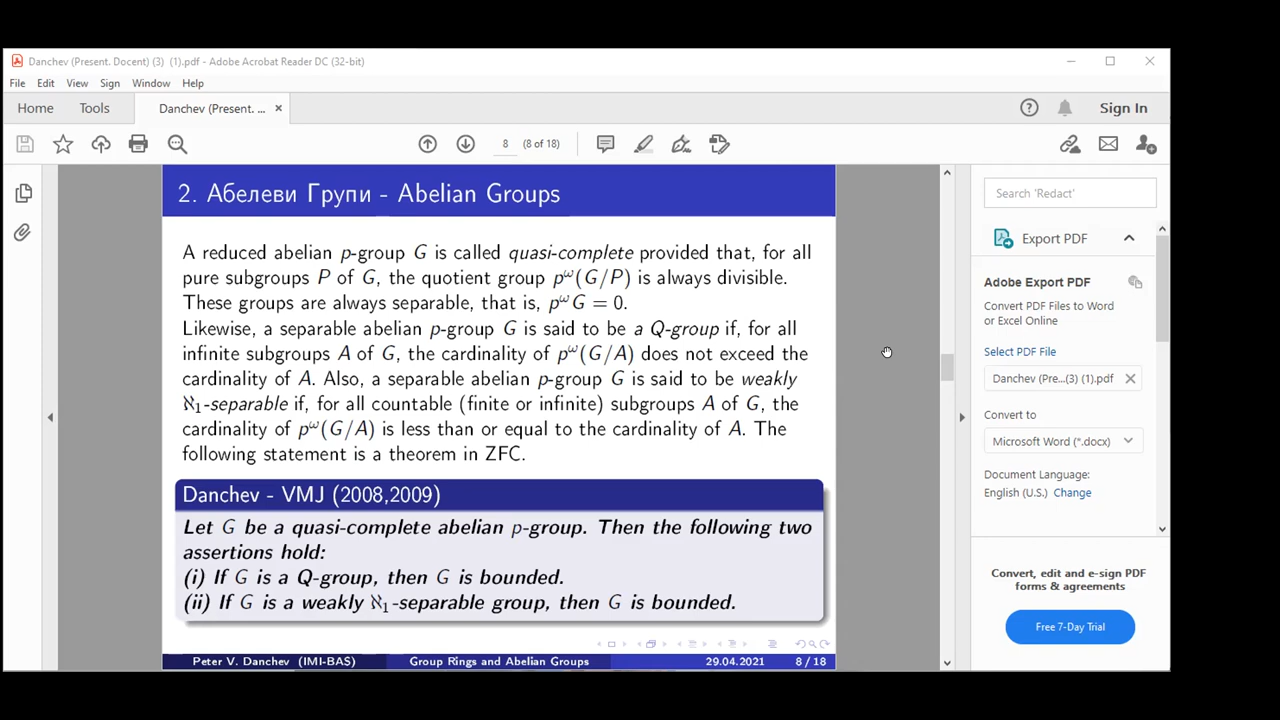 Danchev (Present. Docent) (3) (1).pdf - Adobe Acrobat Reader DC (32-bit)
File Edit View Sign Window Help
Home Tools Danchev (Present. ... × Sign In
8 (8 of 18)
2. Абелеви Групи - Abelian Groups
A reduced abelian p-group G is called quasi-complete provided that, for all
pure subgroups P of G, the quotient group pω(G/P) is always divisible.
These groups are always separable, that is, pωG = 0.
Likewise, a separable abelian p-group G is said to be a Q-group if, for all
infinite subgroups A of G, the cardinality of pω(G/A) does not exceed the
cardinality of A. Also, a separable abelian p-group G is said to be weakly
ℵ1-separable if, for all countable (finite or infinite) subgroups A of G, the
cardinality of pω(G/A) is less than or equal to the cardinality of A. The
following statement is a theorem in ZFC.
Danchev - VMJ (2008,2009)
Let G be a quasi-complete abelian p-group. Then the following two
assertions hold:
(i) If G is a Q-group, then G is bounded.
(ii) If G is a weakly ℵ1-separable group, then G is bounded.
Peter V. Danchev (IMI-BAS) Group Rings and Abelian Groups 29.04.2021 8 / 18
Search 'Redact'
Export PDF
Adobe Export PDF
Convert PDF Files to Word
or Excel Online
Select PDF File
Danchev (Pre...(3) (1).pdf
Convert to
Microsoft Word (*.docx)
Document Language:
English (U.S.) Change
Convert, edit and e-sign PDF
forms & agreements
Free 7-Day Trial